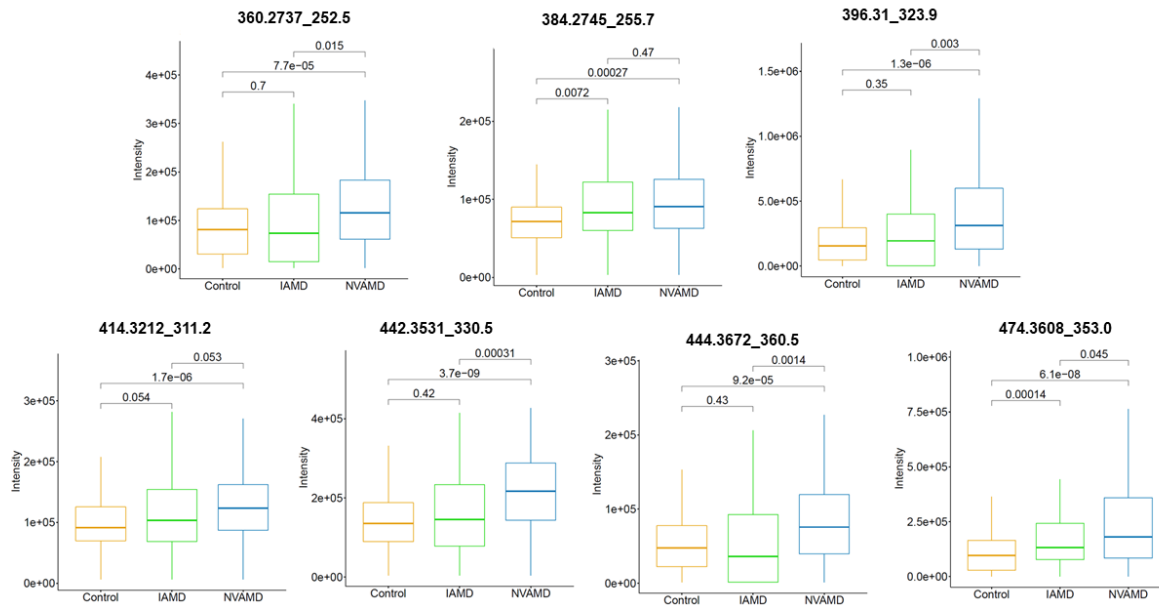 360.2737_252.5
384.2745_255.7
396.31_323.9
Intensity
4e+05
3e+05
2e+05
1e+05
0e+00
0.015
7.7e-05
0.7
Control
IAMD
NVAMD
Intensity
2e+05
1e+05
0e+00
0.47
0.00027
0.0072
Control
IAMD
NVAMD
Intensity
1.5e+06
1.0e+06
5.0e+05
0.0e+00
0.003
1.3e-06
0.35
Control
IAMD
NVAMD
414.3212_311.2
442.3531_330.5
444.3672_360.5
474.3608_353.0
Intensity
3e+05
2e+05
1e+05
0e+00
0.053
1.7e-06
0.054
Control
IAMD
NVAMD
Intensity
4e+05
2e+05
0e+00
0.00031
3.7e-09
0.42
Control
IAMD
NVAMD
Intensity
3e+05
2e+05
1e+05
0e+00
0.0014
9.2e-05
0.43
Control
IAMD
NVAMD
Intensity
1.0e+06
7.5e+05
5.0e+05
2.5e+05
0.0e+00
0.045
6.1e-08
0.00014
Control
IAMD
NVAMD